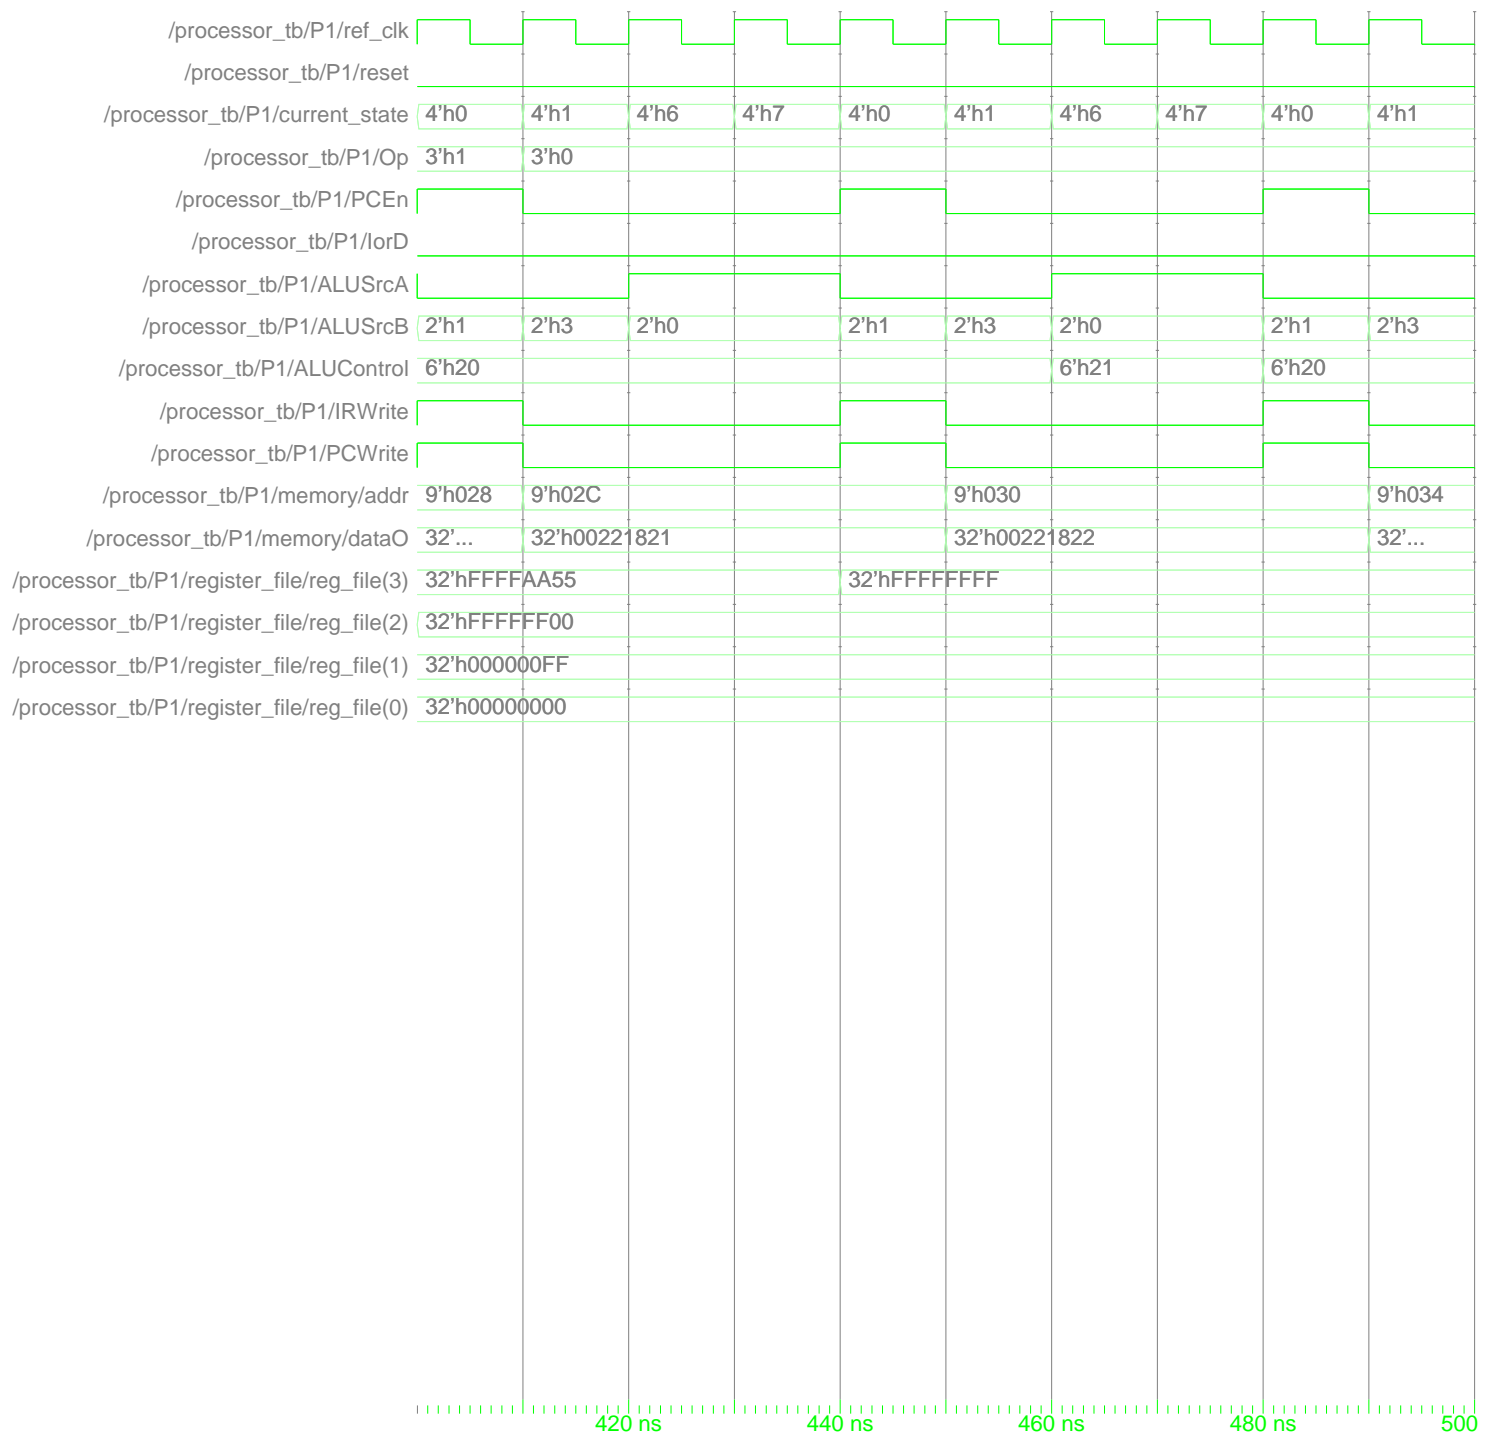 /processor_tb/P1/ref_clk
/processor_tb/P1/reset
/processor_tb/P1/current_state 4'h0 4'h1 4'h6 4'h7 4'h0 4'h1 4'h6 4'h7 4'h0 4'h1
/processor_tb/P1/Op 3'h1 3'h0
/processor_tb/P1/PCEn
/processor_tb/P1/IorD
/processor_tb/P1/ALUSrcA
/processor_tb/P1/ALUSrcB 2'h1 2'h3 2'h0 2'h1 2'h3 2'h0 2'h1 2'h3
/processor_tb/P1/ALUControl 6'h20 6'h21 6'h20
/processor_tb/P1/IRWrite
/processor_tb/P1/PCWrite
/processor_tb/P1/memory/addr 9'h028 9'h02C 9'h030 9'h034
/processor_tb/P1/memory/dataO 32'... 32'h00221821 32'h00221822 32'...
/processor_tb/P1/register_file/reg_file(3) 32'hFFFFAA55 32'hFFFFFFFF
/processor_tb/P1/register_file/reg_file(2) 32'hFFFFFF00
/processor_tb/P1/register_file/reg_file(1) 32'h000000FF
/processor_tb/P1/register_file/reg_file(0) 32'h00000000
420 ns 440 ns 460 ns 480 ns 500